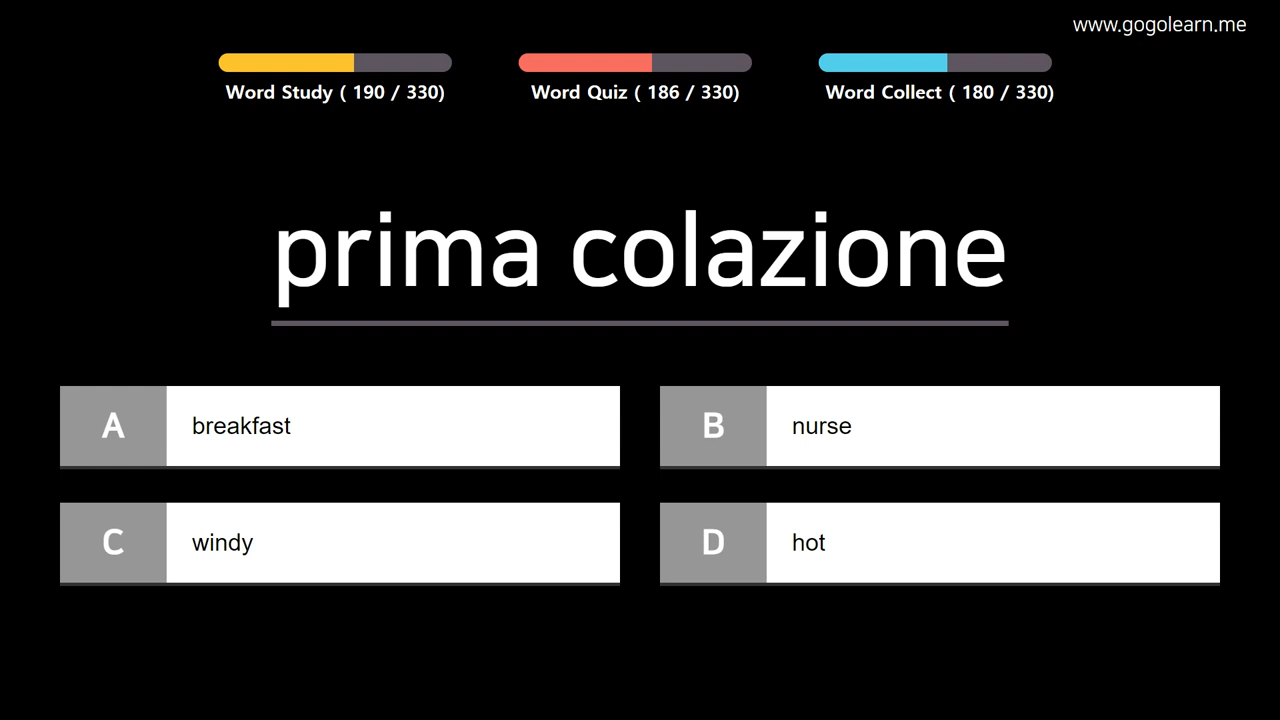 www.gogolearn.me
Word Study ( 190 / 330)
Word Quiz ( 186 / 330)
Word Collect ( 180 / 330)
prima colazione
A breakfast
B nurse
C windy
D hot